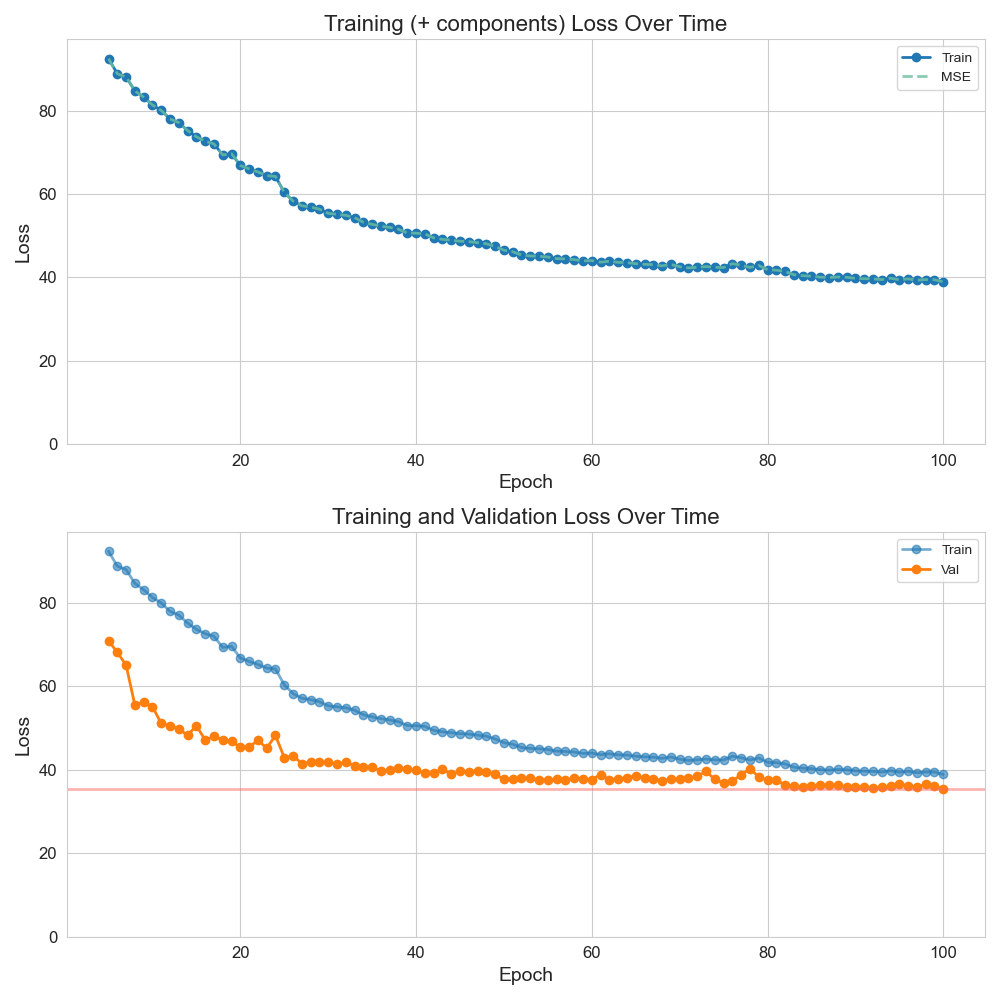 Training (+ components) Loss Over Time
Train
MSE
Loss
80
60
40
20
0
20 40 60 80 100
Epoch
Training and Validation Loss Over Time
Train
Val
Loss
80
60
40
20
0
20 40 60 80 100
Epoch